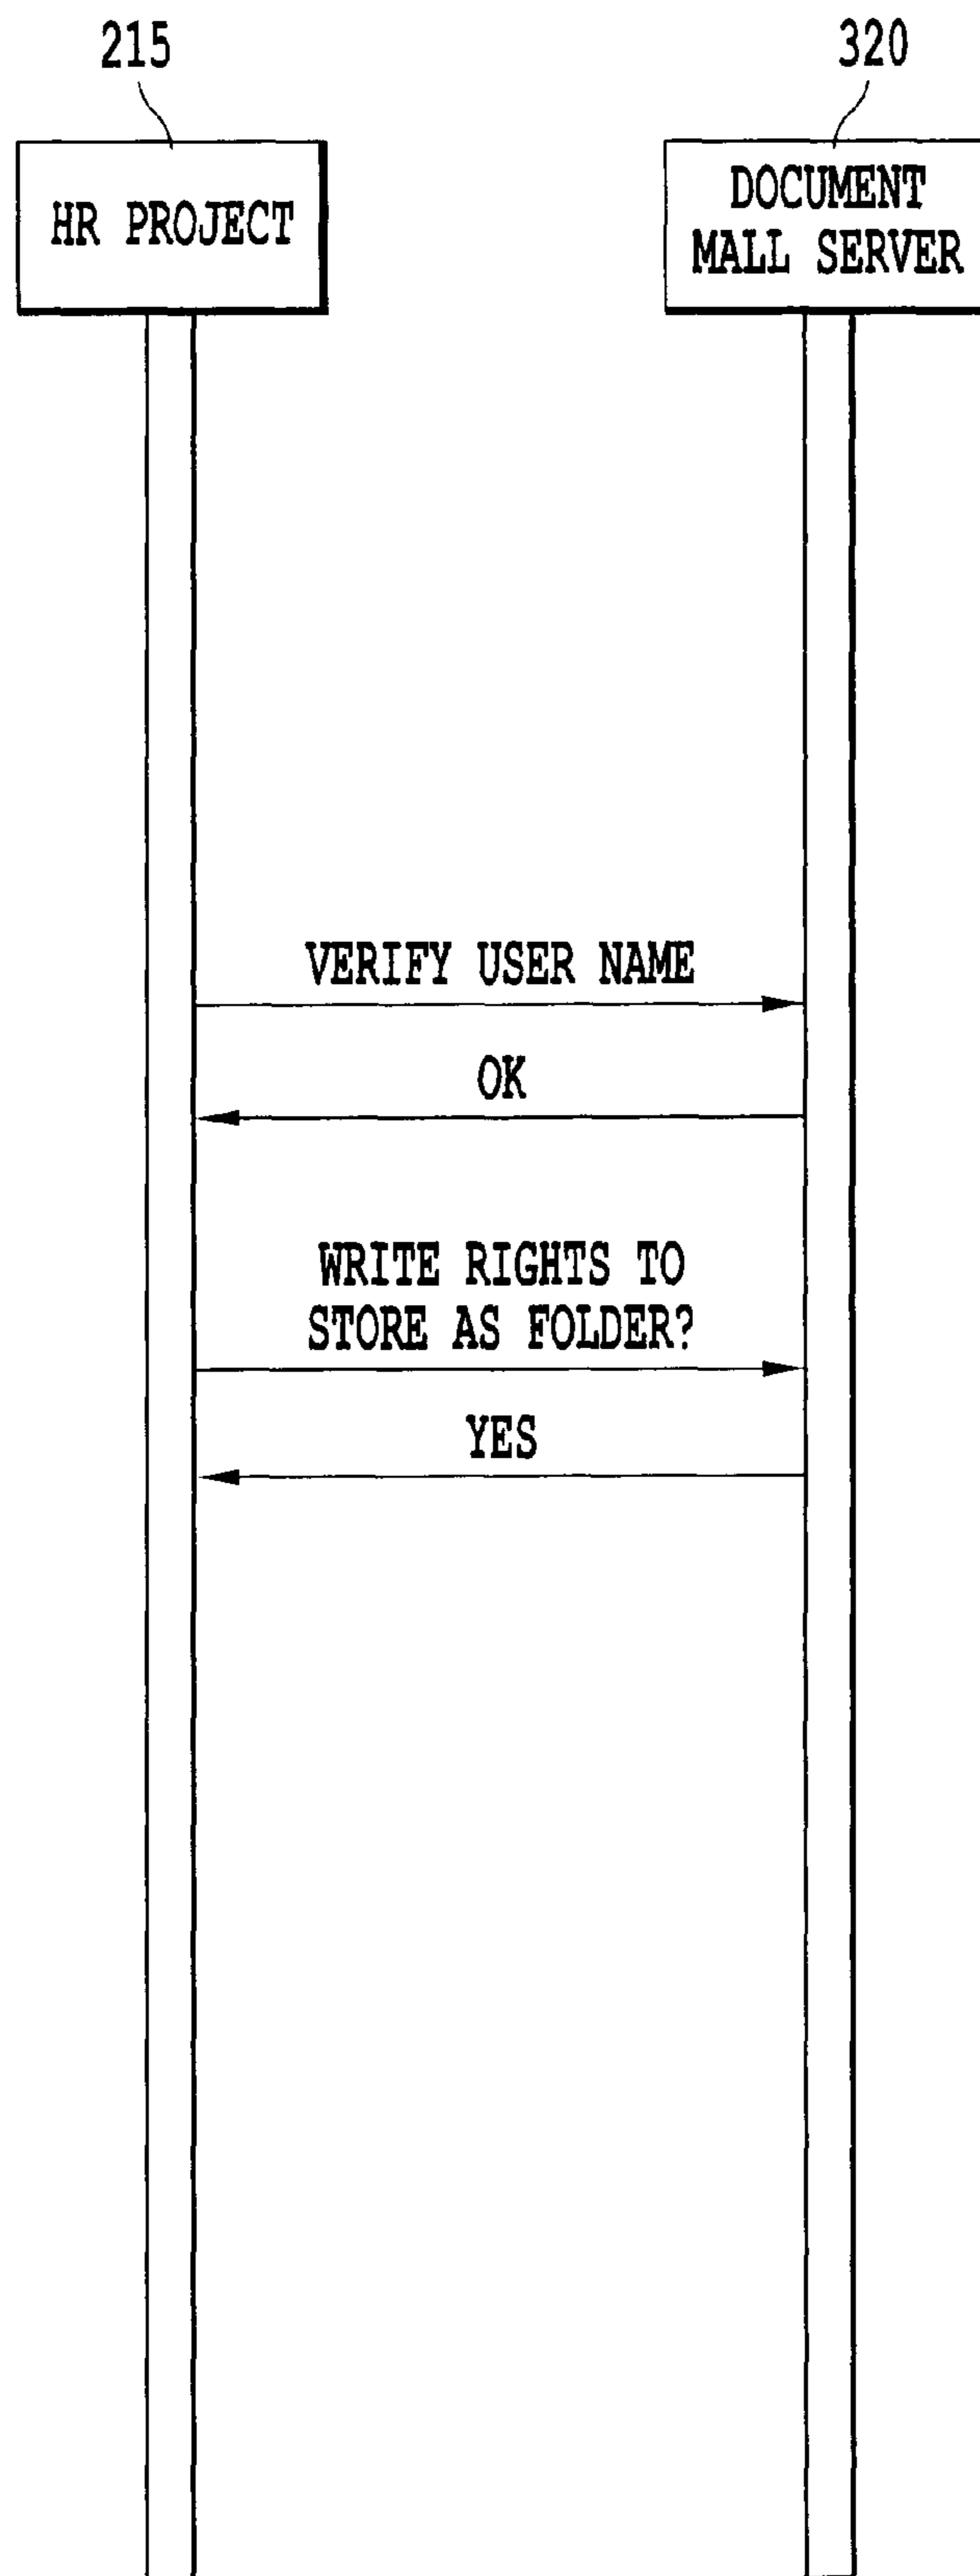 215
320
HR PROJECT
DOCUMENT
MALL SERVER
VERIFY USER NAME
OK
WRITE RIGHTS TO
STORE AS FOLDER?
YES